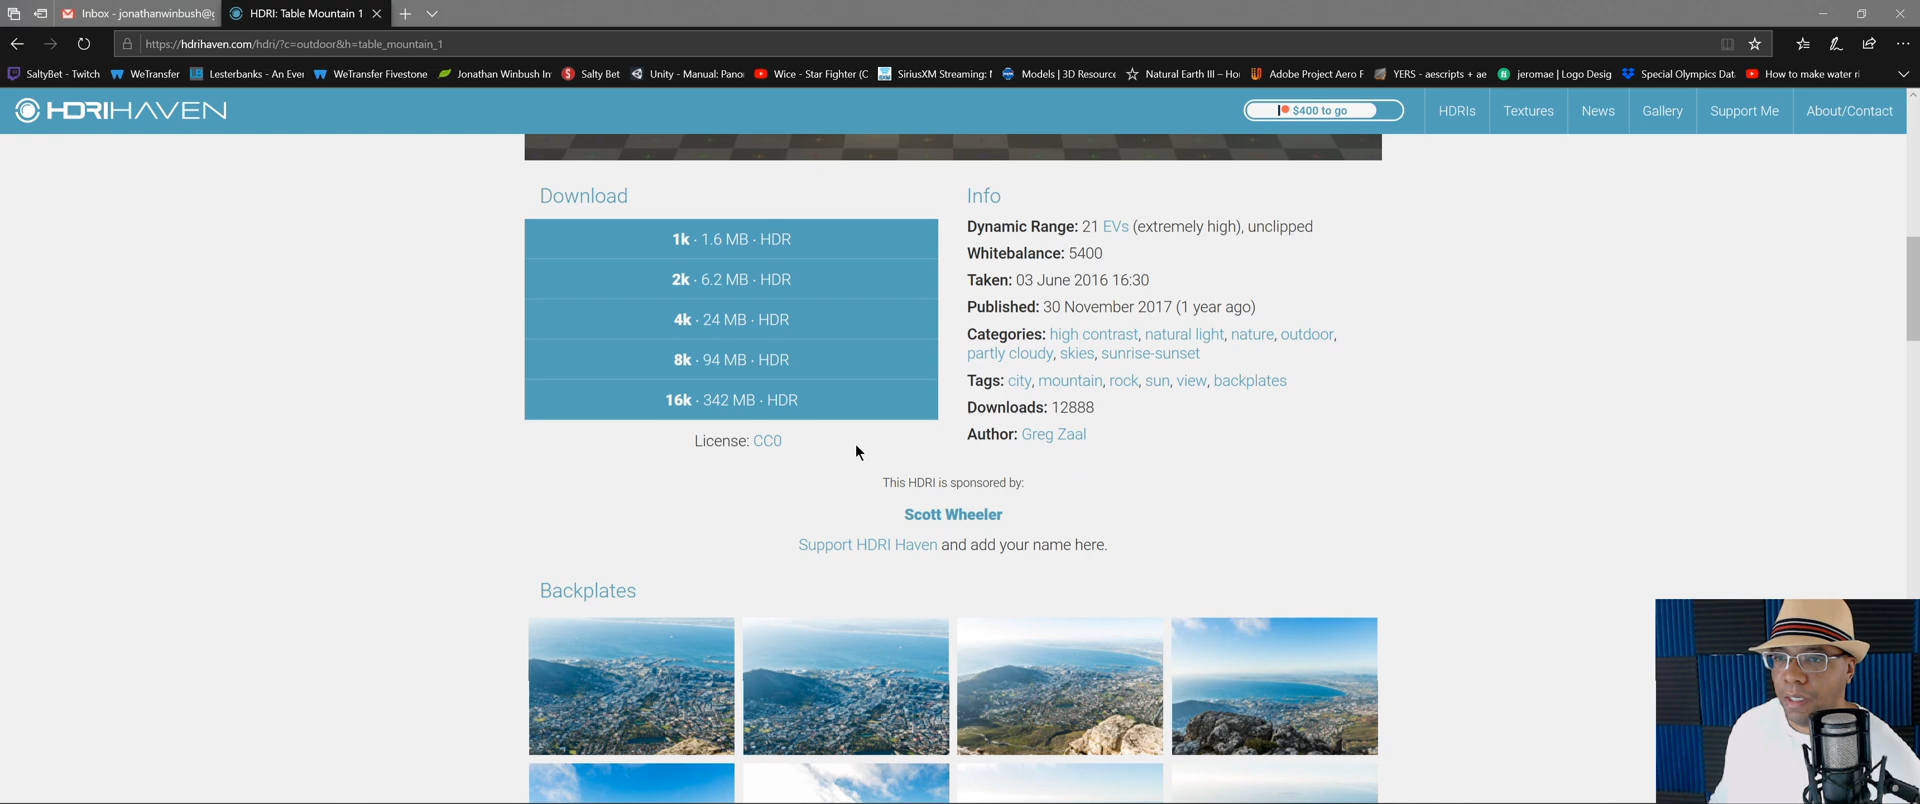 Inbox - jonathanwinbush@g
HDRI: Table Mountain 1
https://hdrihaven.com/hdri/?c=outdoor&h=table_mountain_1
SaltyBet - Twitch
WeTransfer
Lesterbanks - An Ever
WeTransfer Fivestone
Jonathan Winbush In
Salty Bet
Unity - Manual: Pano
Wice - Star Fighter (C
SiriusXM Streaming: M
Models | 3D Resource
Natural Earth III – Ho
Adobe Project Aero F
YERS - aescripts + ae
jeromae | Logo Desig
Special Olympics Dat
How to make water ri
HDRIHAVEN
$400 to go
HDRIs
Textures
News
Gallery
Support Me
About/Contact
Download
1k · 1.6 MB · HDR
2k · 6.2 MB · HDR
4k · 24 MB · HDR
8k · 94 MB · HDR
16k · 342 MB · HDR
License: CC0
Info
Dynamic Range: 21 EVs (extremely high), unclipped
Whitebalance: 5400
Taken: 03 June 2016 16:30
Published: 30 November 2017 (1 year ago)
Categories: high contrast, natural light, nature, outdoor,
partly cloudy, skies, sunrise-sunset
Tags: city, mountain, rock, sun, view, backplates
Downloads: 12888
Author: Greg Zaal
This HDRI is sponsored by:
Scott Wheeler
Support HDRI Haven and add your name here.
Backplates